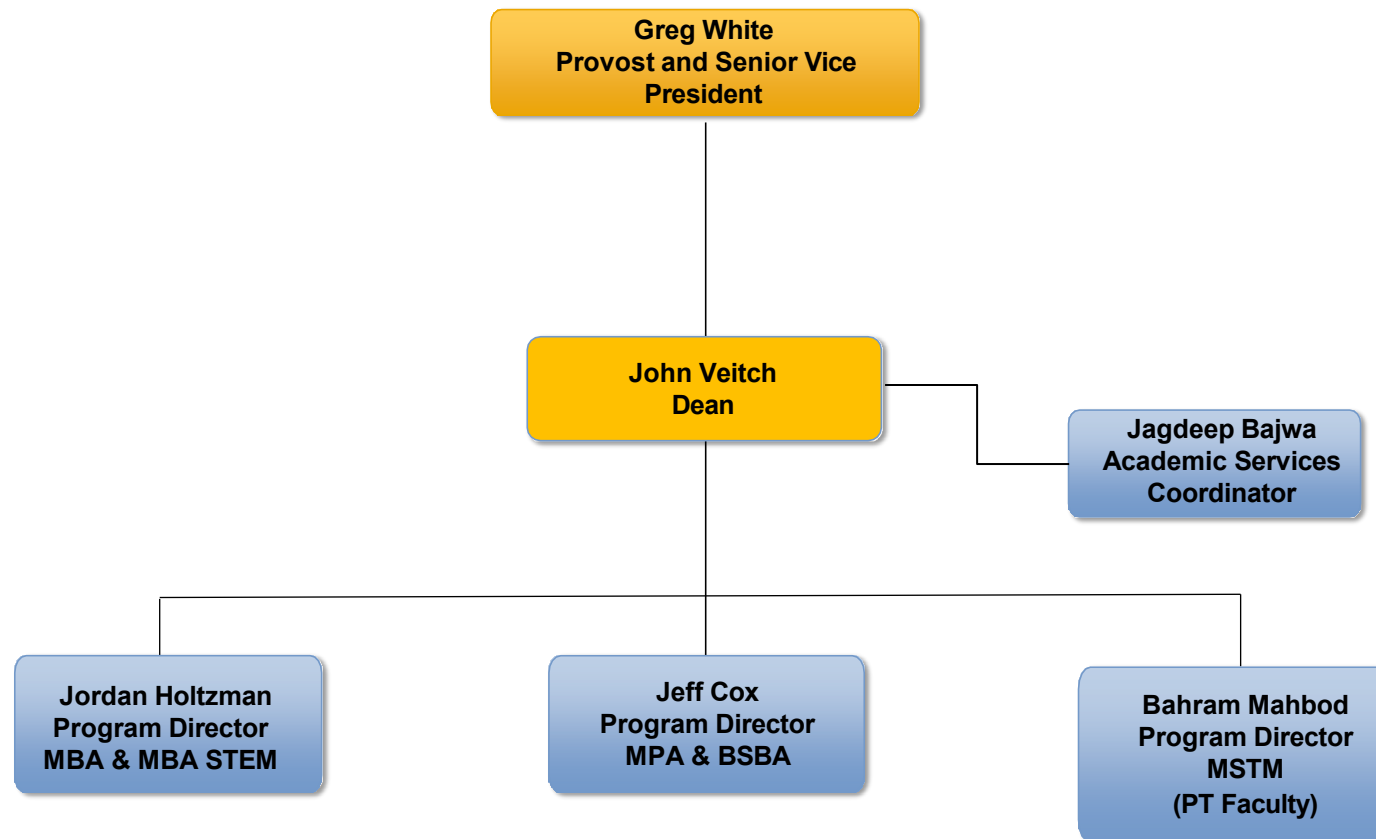 Greg White
Provost and Senior Vice
President
John Veitch
Dean
Jagdeep Bajwa
Academic Services
Coordinator
Jordan Holtzman
Program Director
MBA & MBA STEM
Jeff Cox
Program Director
MPA & BSBA
Bahram Mahbod
Program Director
MSTM
(PT Faculty)